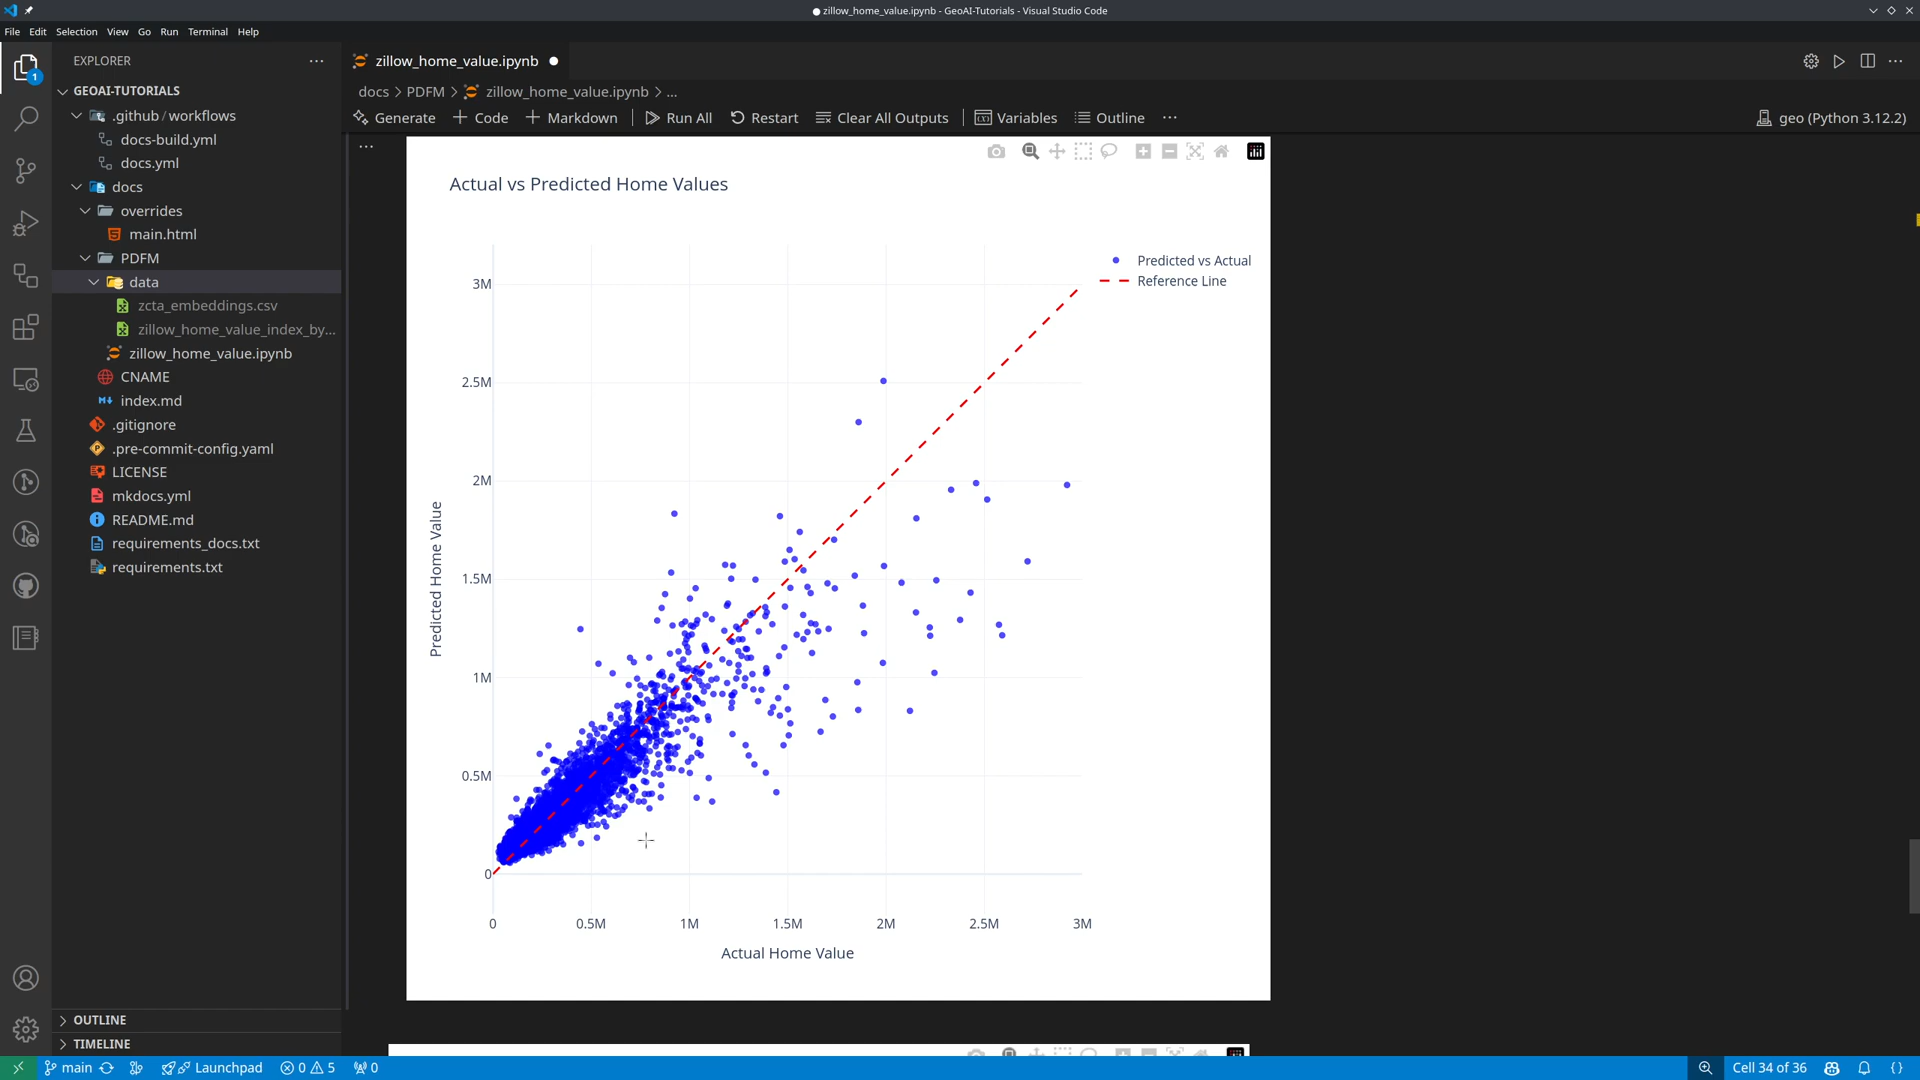 zillow_home_value.ipynb - GeoAI-Tutorials - Visual Studio Code
File Edit Selection View Go Run Terminal Help
EXPLORER
zillow_home_value.ipynb
GEOAI-TUTORIALS
docs > PDFM > zillow_home_value.ipynb > ...
Generate + Code + Markdown Run All Restart Clear All Outputs Variables Outline ... geo (Python 3.12.2)
.github / workflows
docs-build.yml
docs.yml
docs
overrides
main.html
PDFM
data
zcta_embeddings.csv
zillow_home_value_index_by...
zillow_home_value.ipynb
CNAME
index.md
.gitignore
.pre-commit-config.yaml
LICENSE
mkdocs.yml
README.md
requirements_docs.txt
requirements.txt
OUTLINE
TIMELINE
Actual vs Predicted Home Values
Predicted vs Actual
Reference Line
Predicted Home Value
3M
2.5M
2M
1.5M
1M
0.5M
0
0 0.5M 1M 1.5M 2M 2.5M 3M
Actual Home Value
main Launchpad 0 5 0 Cell 34 of 36
1